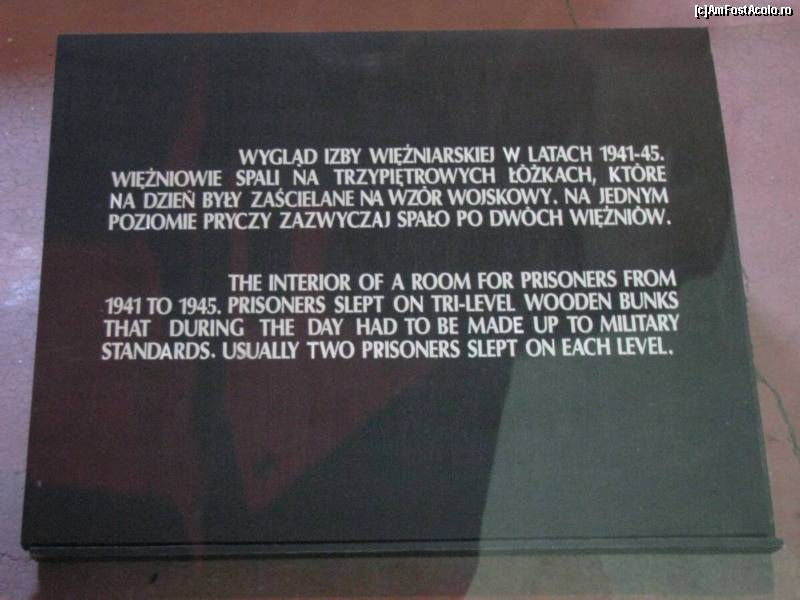 [c]AmFostAcolo.ro
WYGLĄD IZBY WIĘŹNIARSKIEJ W LATACH 1941-45.
WIĘŹNIOWIE SPALI NA TRZYPIĘTROWYCH ŁÓŻKACH, KTÓRE
NA DZIEŃ BYŁY ZAŚCIELANE NA WZÓR WOJSKOWY. NA JEDNYM
POZIOMIE PRYCZY ZAZWYCZAJ SPAŁO PO DWÓCH WIĘŹNIÓW.
THE INTERIOR OF A ROOM FOR PRISONERS FROM
1941 TO 1945. PRISONERS SLEPT ON TRI-LEVEL WOODEN BUNKS
THAT DURING THE DAY HAD TO BE MADE UP TO MILITARY
STANDARDS. USUALLY TWO PRISONERS SLEPT ON EACH LEVEL.